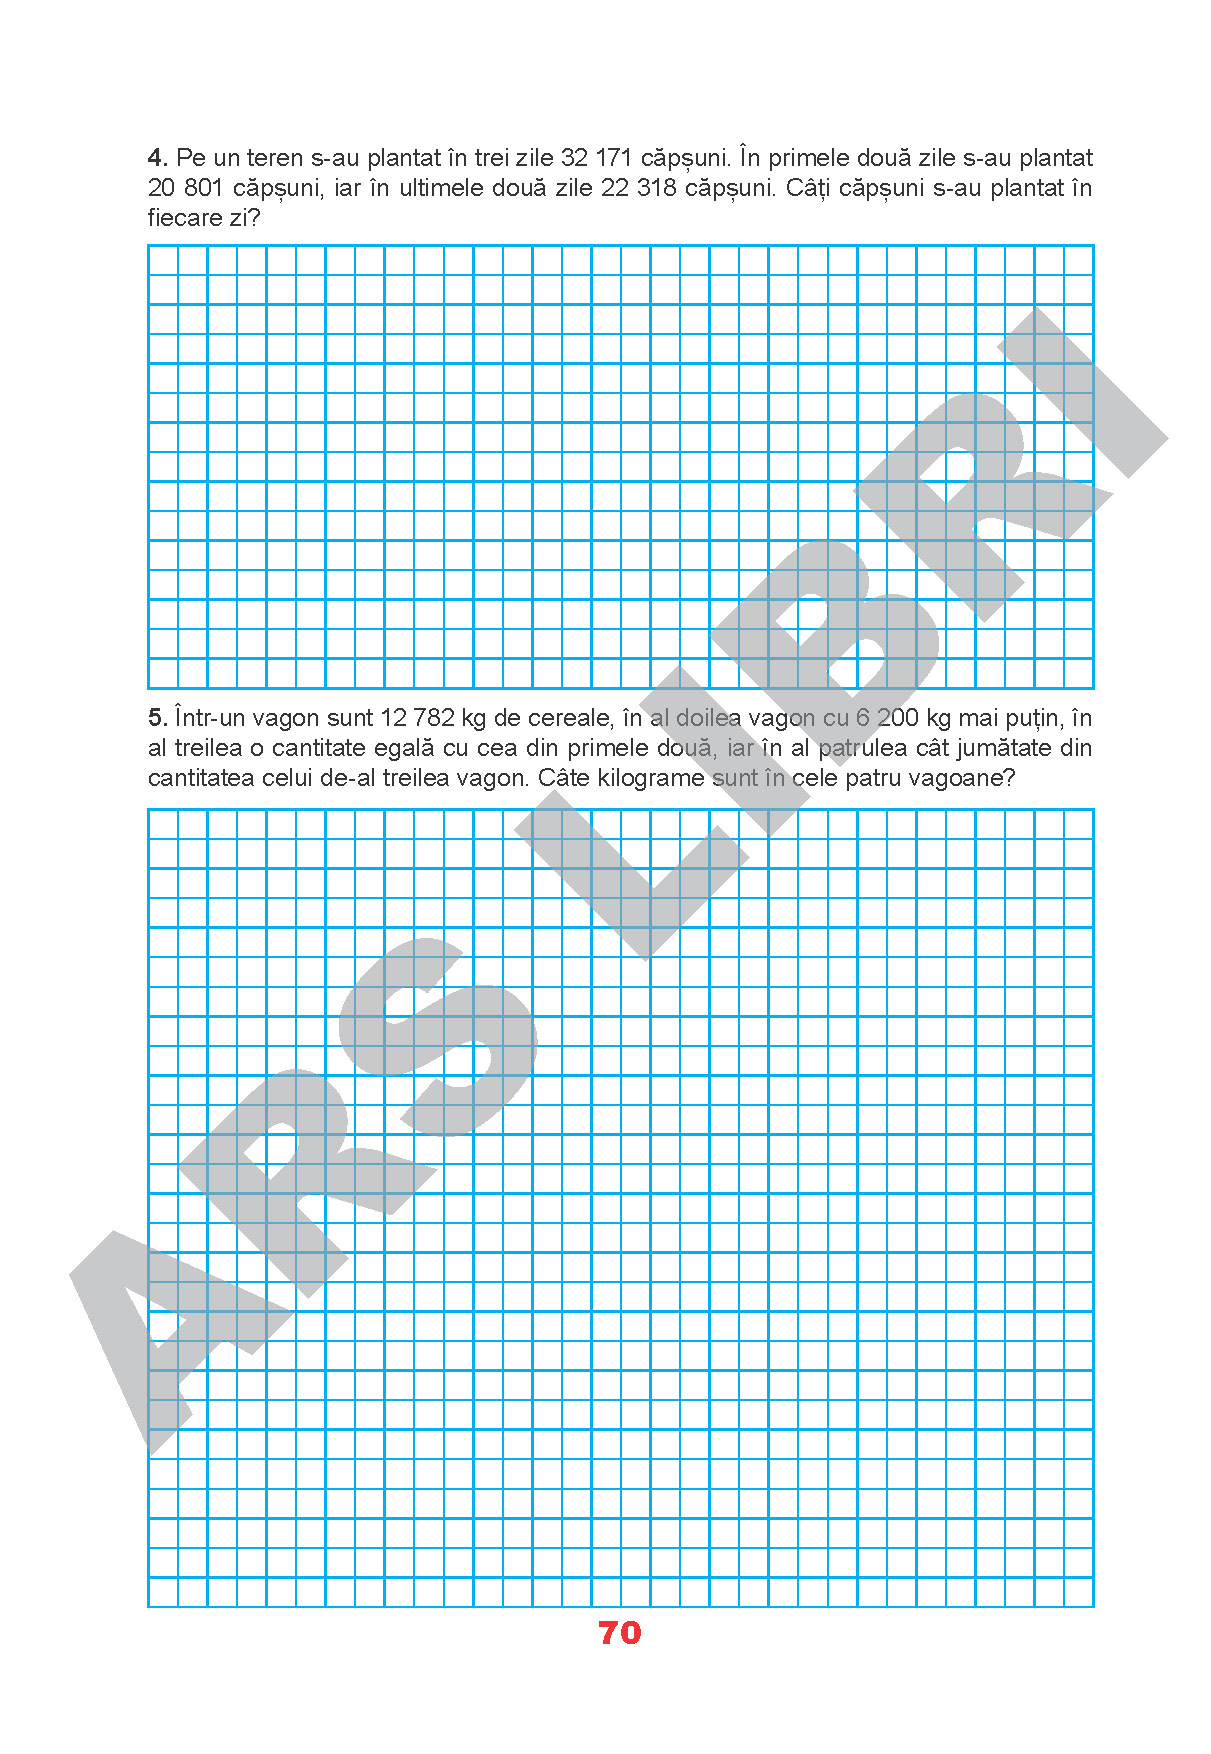 4. Pe un teren s-au plantat în trei zile 32 171 căpșuni. În primele două zile s-au plantat
20 801 căpșuni, iar în ultimele două zile 22 318 căpșuni. Câți căpșuni s-au plantat în
fiecare zi?
5. Într-un vagon sunt 12 782 kg de cereale, în al doilea vagon cu 6 200 kg mai puțin, în
al treilea o cantitate egală cu cea din primele două, iar în al patrulea cât jumătate din
cantitatea celui de-al treilea vagon. Câte kilograme sunt în cele patru vagoane?
ARS LIBRI
70